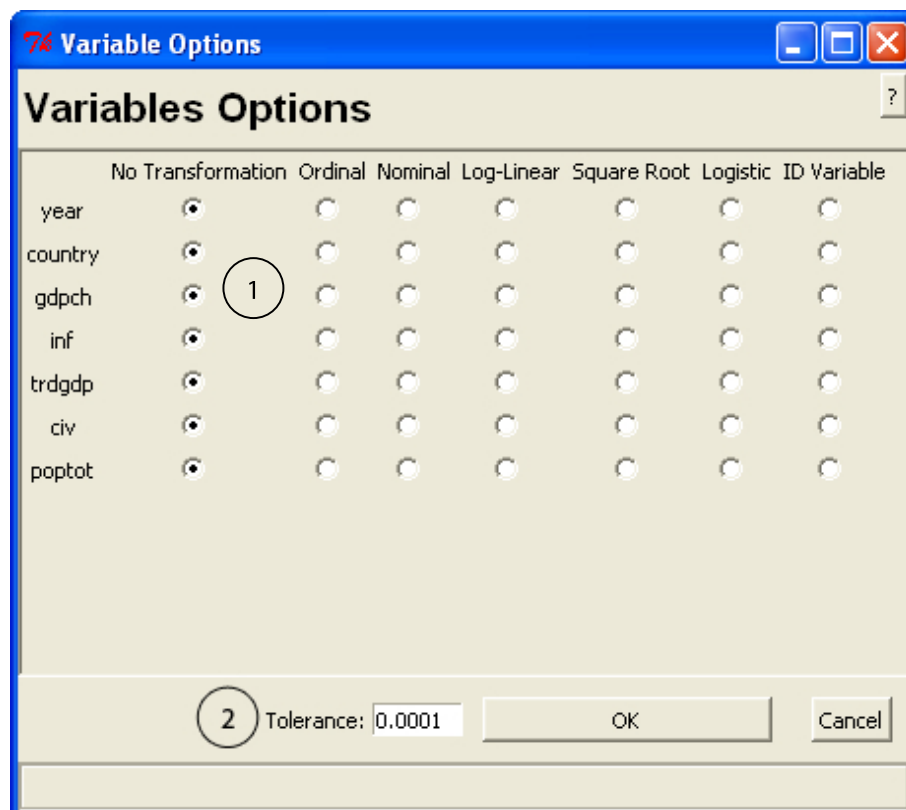 Variable Options
Variables Options
?
No Transformation Ordinal Nominal Log-Linear Square Root Logistic ID Variable
year
country
gdpch
1
inf
trdgdp
civ
poptot
2 Tolerance: 0.0001 OK Cancel